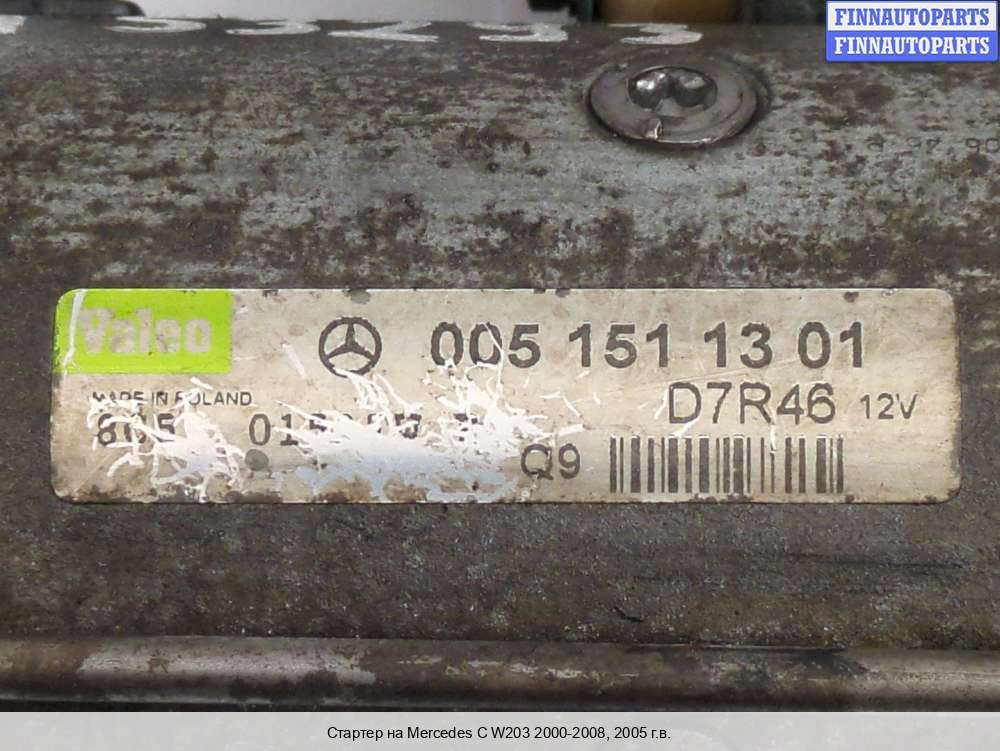 FINNAUTOPARTS
FINNAUTOPARTS
Valeo
005 151 13 01
MADE IN POLAND
D7R46 12V
Q9
Стартер на Mercedes C W203 2000-2008, 2005 г.в.